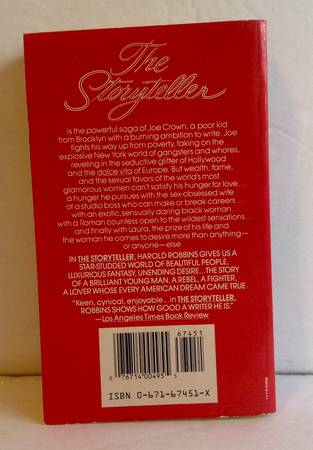 The
Storyteller
is the powerful saga of Joe Crown, a poor kid
from Brooklyn with a burning ambition to write. Joe
fights his way up from poverty, taking on the
explosive New York world of gangsters and whores,
reveling in the seductive glitter of Hollywood
and the dolce vita of Europe. But wealth, fame,
and the sexual favors of the world's most
glamorous women can't satisfy his hunger for love...
a hunger he pursues with the sex-obsessed wife
of a studio boss who can make or break careers...
with an exotic, sensually daring black woman...
with a Roman countess open to the wildest sensations...
and finally with Laura, the prize of his life and
the woman he comes to desire more than anything—
or anyone—else
IN THE STORYTELLER, HAROLD ROBBINS GIVES US A
STAR-STUDDED WORLD OF BEAUTIFUL PEOPLE,
LUXURIOUS FANTASY, UNENDING DESIRE...THE STORY
OF A BRILLIANT YOUNG MAN, A REBEL, A FIGHTER,
A LOVER WHOSE EVERY AMERICAN DREAM CAME TRUE.
"Keen, cynical, enjoyable...in THE STORYTELLER,
ROBBINS SHOWS HOW GOOD A WRITER HE IS."
—Los Angeles Times Book Review
67451
0 76714 00495 5
ISBN 0-671-67451-X